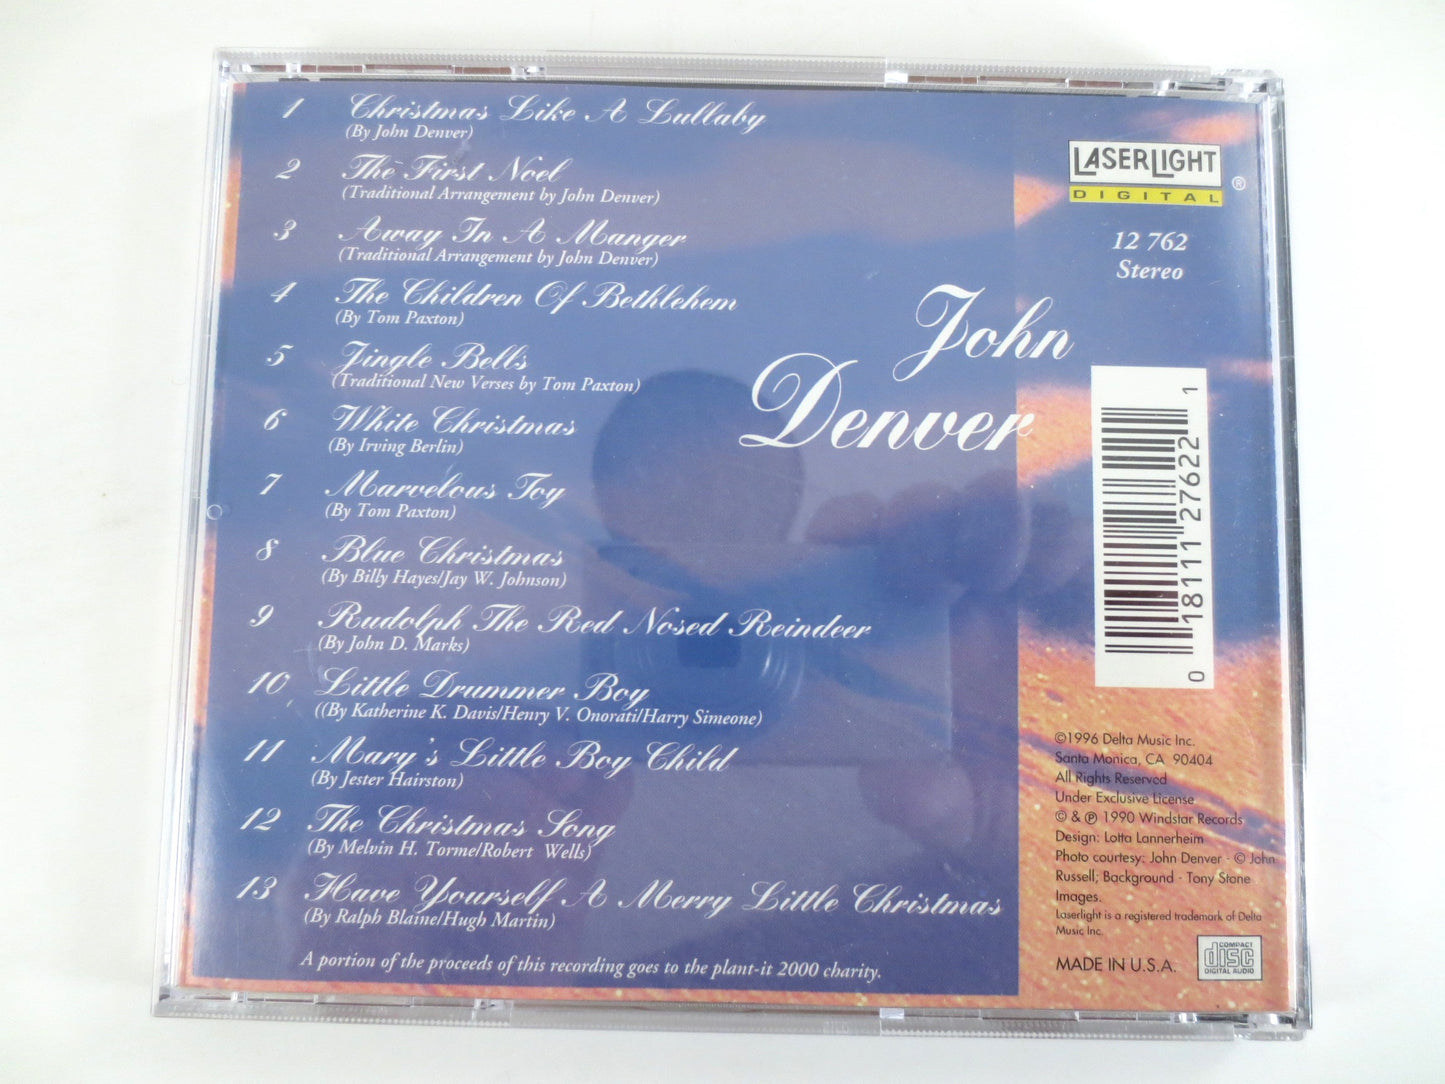 1 Christmas Like A Lullaby
(By John Denver)
2 The First Noel
(Traditional Arrangement by John Denver)
3 Away In A Manger
(Traditional Arrangement by John Denver)
4 The Children Of Bethlehem
(By Tom Paxton)
5 Jingle Bells
(Traditional New Verses by Tom Paxton)
6 White Christmas
(By Irving Berlin)
7 Marvelous Toy
(By Tom Paxton)
8 Blue Christmas
(By Billy Hayes/Jay W. Johnson)
9 Rudolph The Red Nosed Reindeer
(By John D. Marks)
10 Little Drummer Boy
((By Katherine K. Davis/Henry V. Onorati/Harry Simeone)
11 Mary's Little Boy Child
(By Jester Hairston)
12 The Christmas Song
(By Melvin H. Torme/Robert Wells)
13 Have Yourself A Merry Little Christmas
(By Ralph Blaine/Hugh Martin)
A portion of the proceeds of this recording goes to the plant-it 2000 charity.
LASERLIGHT
DIGITAL ®
12 762
Stereo
John
Denver
0 18111 27622 1
©1996 Delta Music Inc.
Santa Monica, CA 90404
All Rights Reserved
Under Exclusive License
© & ℗ 1990 Windstar Records
Design: Lotta Lannerheim
Photo courtesy: John Denver - © John
Russell; Background - Tony Stone
Images.
Laserlight is a registered trademark of Delta
Music Inc.
MADE IN U.S.A.
COMPACT
disc
DIGITAL AUDIO